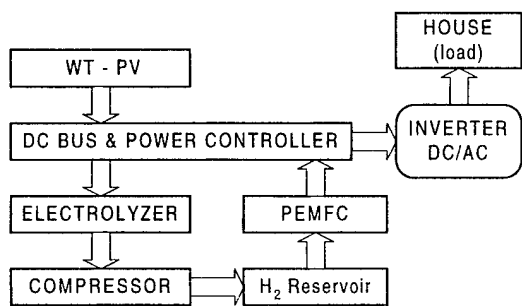 HOUSE
(load)
WT - PV
DC BUS & POWER CONTROLLER
INVERTER
DC/AC
ELECTROLYZER
PEMFC
COMPRESSOR
H₂ Reservoir